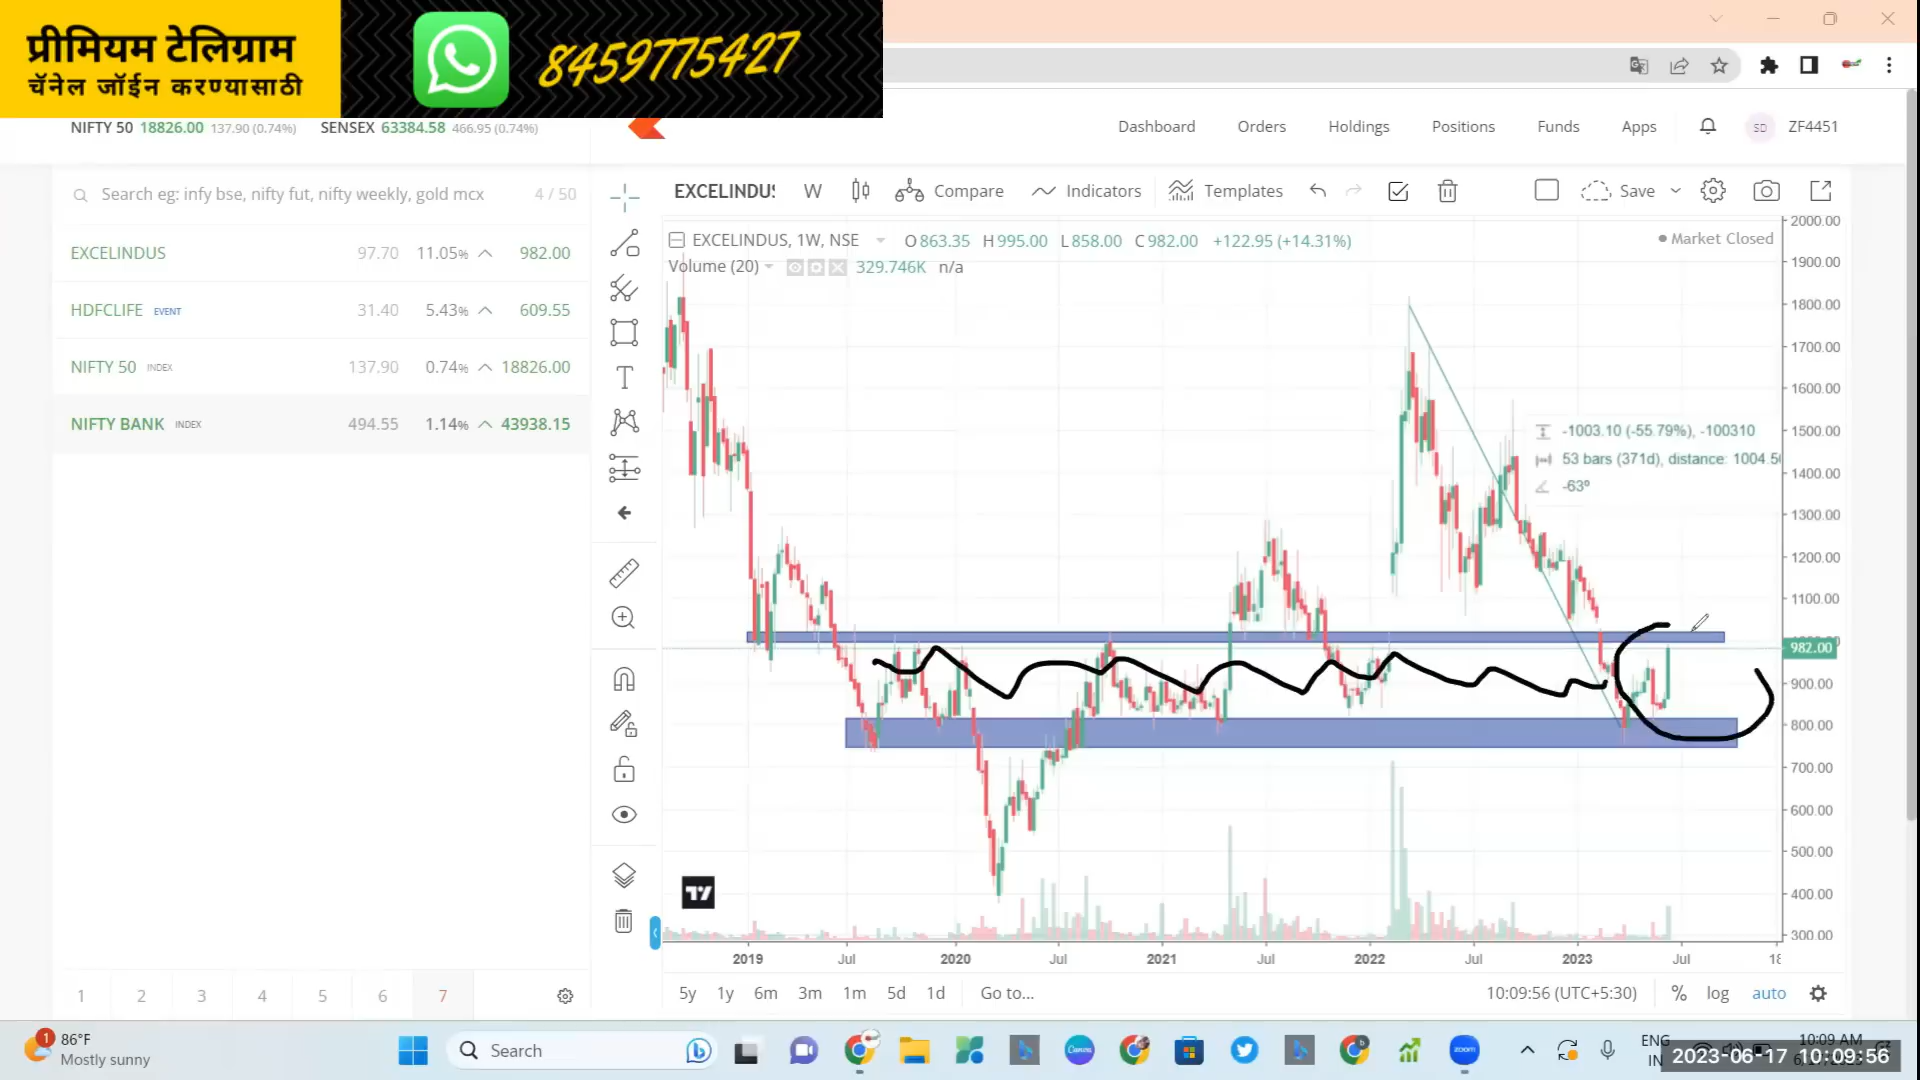 प्रीमियम टेलिग्राम
चॅनेल जॉईन करण्यासाठी
8459775427
NIFTY 50 18826.00 137.90 (0.74%) SENSEX 63384.58 466.95 (0.74%)
Dashboard Orders Holdings Positions Funds Apps SD ZF4451
Search eg: infy bse, nifty fut, nifty weekly, gold mcx 4 / 50
EXCELINDUS 97.70 11.05% 982.00
HDFCLIFE EVENT 31.40 5.43% 609.55
NIFTY 50 INDEX 137.90 0.74% 18826.00
NIFTY BANK INDEX 494.55 1.14% 43938.15
1 2 3 4 5 6 7
EXCELINDUS W Compare Indicators Templates Save
EXCELINDUS, 1W, NSE O863.35 H995.00 L858.00 C982.00 +122.95 (+14.31%)
Market Closed
Volume (20) 329.746K n/a
-1003.10 (-55.79%), -100310
53 bars (371d), distance: 1004.5
-63º
2000.00
1900.00
1800.00
1700.00
1600.00
1500.00
1400.00
1300.00
1200.00
1100.00
982.00
900.00
800.00
700.00
600.00
500.00
400.00
300.00
2019 Jul 2020 Jul 2021 Jul 2022 Jul 2023 Jul 18
5y 1y 6m 3m 1m 5d 1d Go to... 10:09:56 (UTC+5:30) % log auto
1
86°F
Mostly sunny
Search
Canva
zoom
ENG
IN
10:09 AM
2023-06-17 10:09:56